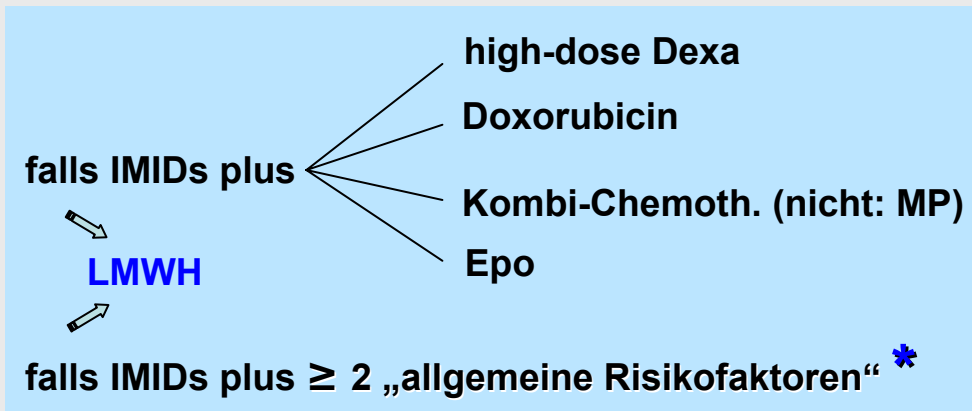 high-dose Dexa
Doxorubicin
falls IMIDs plus
Kombi-Chemoth. (nicht: MP)
Epo
LMWH
falls IMIDs plus ≥ 2 „allgemeine Risikofaktoren“ *